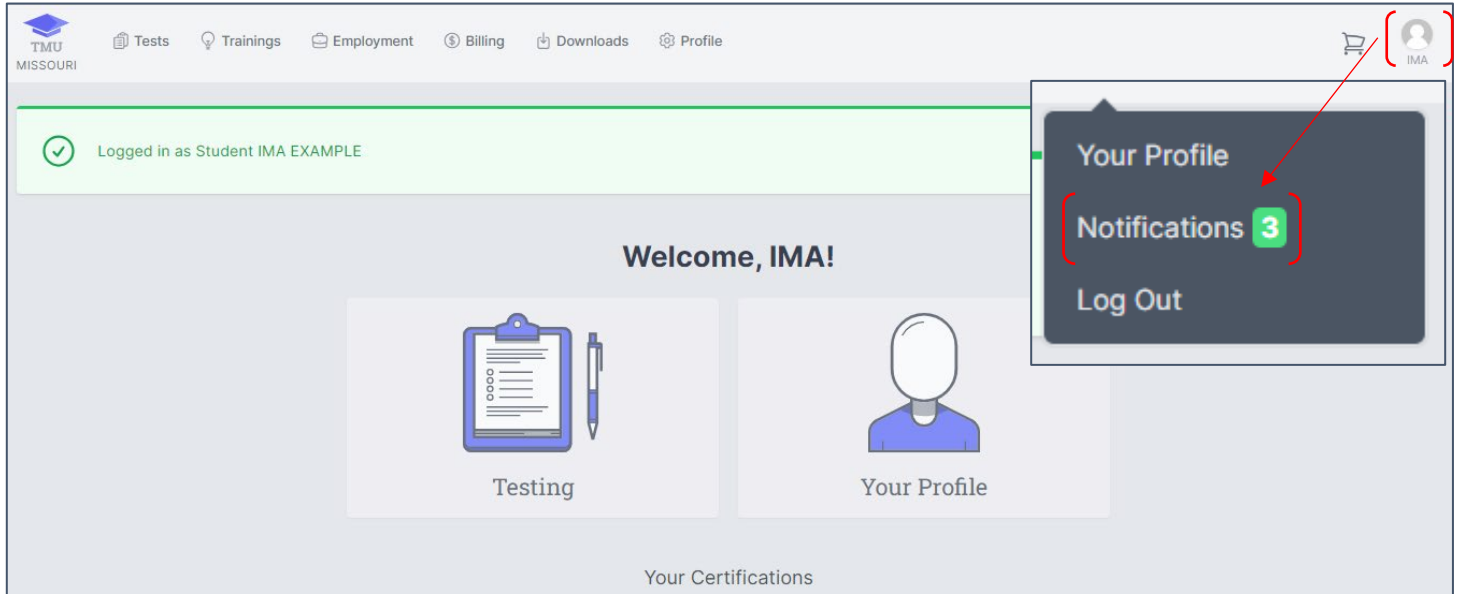 TMU
MISSOURI
Tests
Trainings
Employment
Billing
Downloads
Profile
IMA
Logged in as Student IMA EXAMPLE
Your Profile
Notifications 3
Log Out
Welcome, IMA!
Testing
Your Profile
Your Certifications